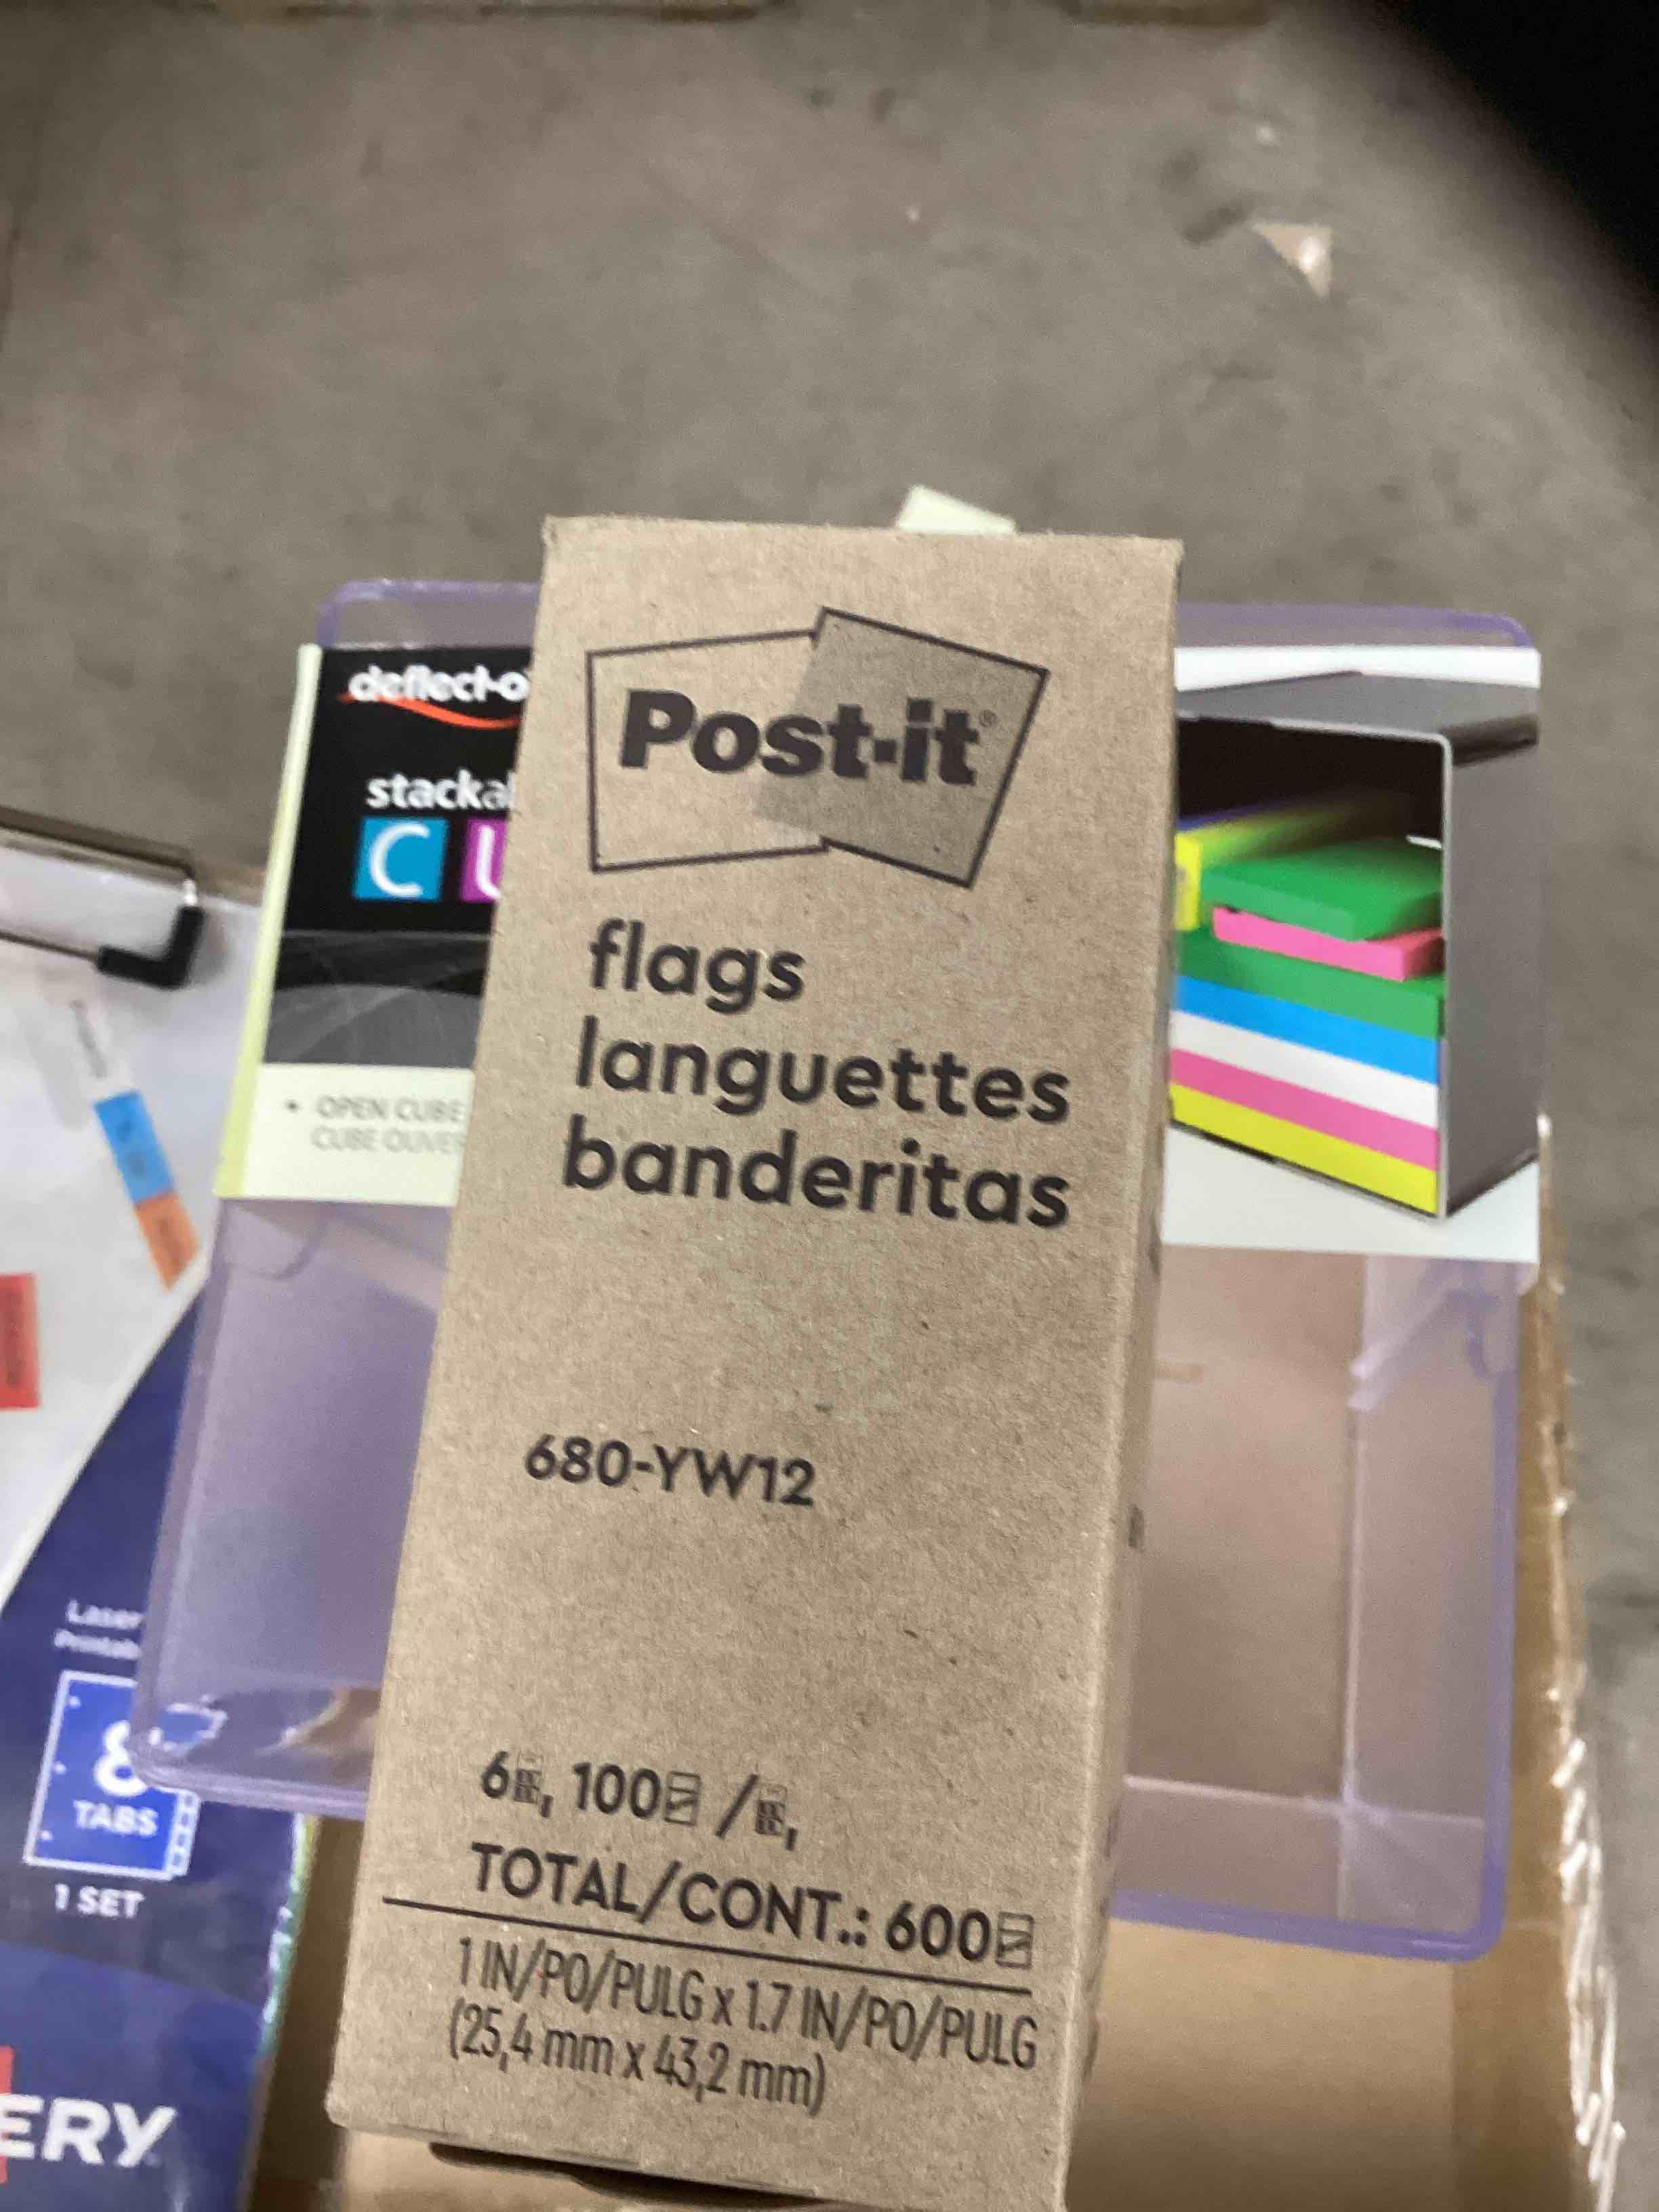 Post-it®
flags
languettes
banderitas
680-YW12
6, 100 / ,
TOTAL/CONT.: 600
1 IN/PO/PULG x 1.7 IN/PO/PULG
(25,4 mm x 43,2 mm)
deflect-o
stacka
C U
• OPEN CUBE
CUBE OUVE
Laser
8
TABS
1 SET
ERY